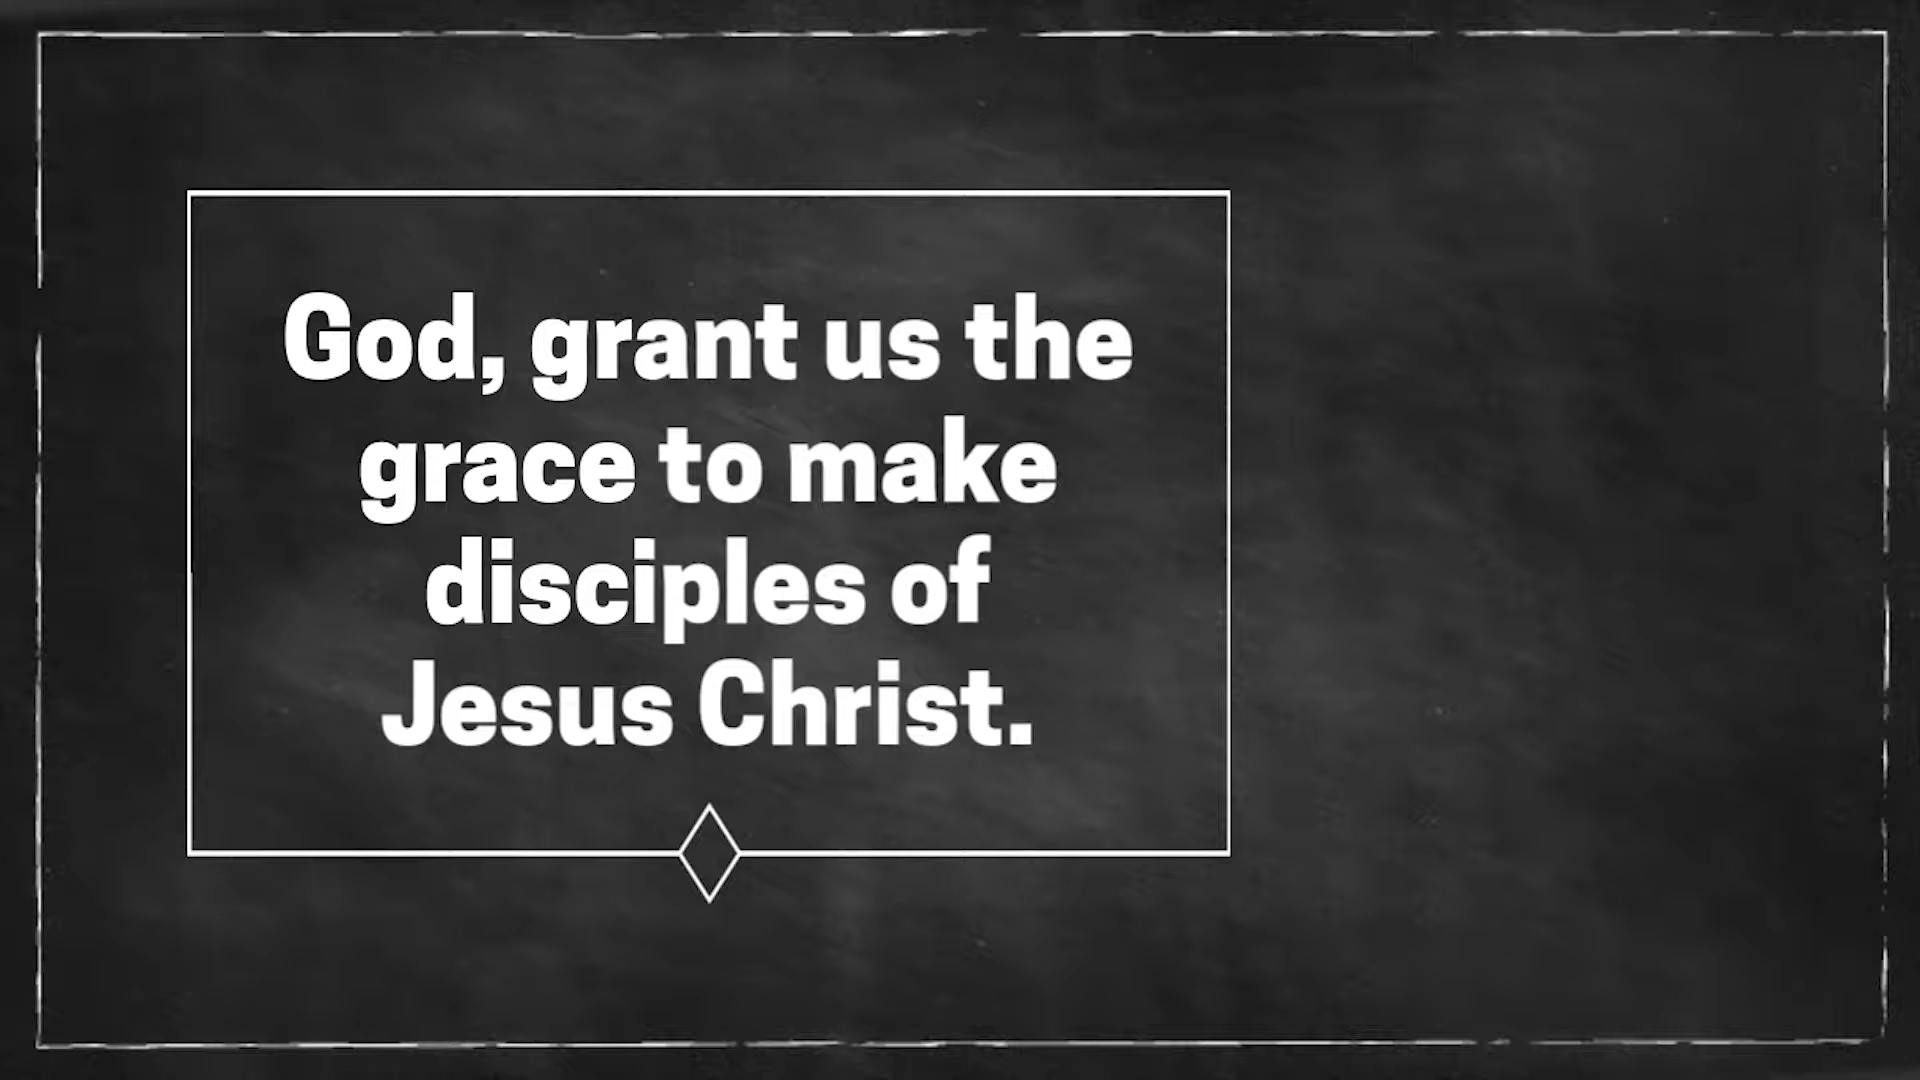 God, grant us the
grace to make
disciples of
Jesus Christ.